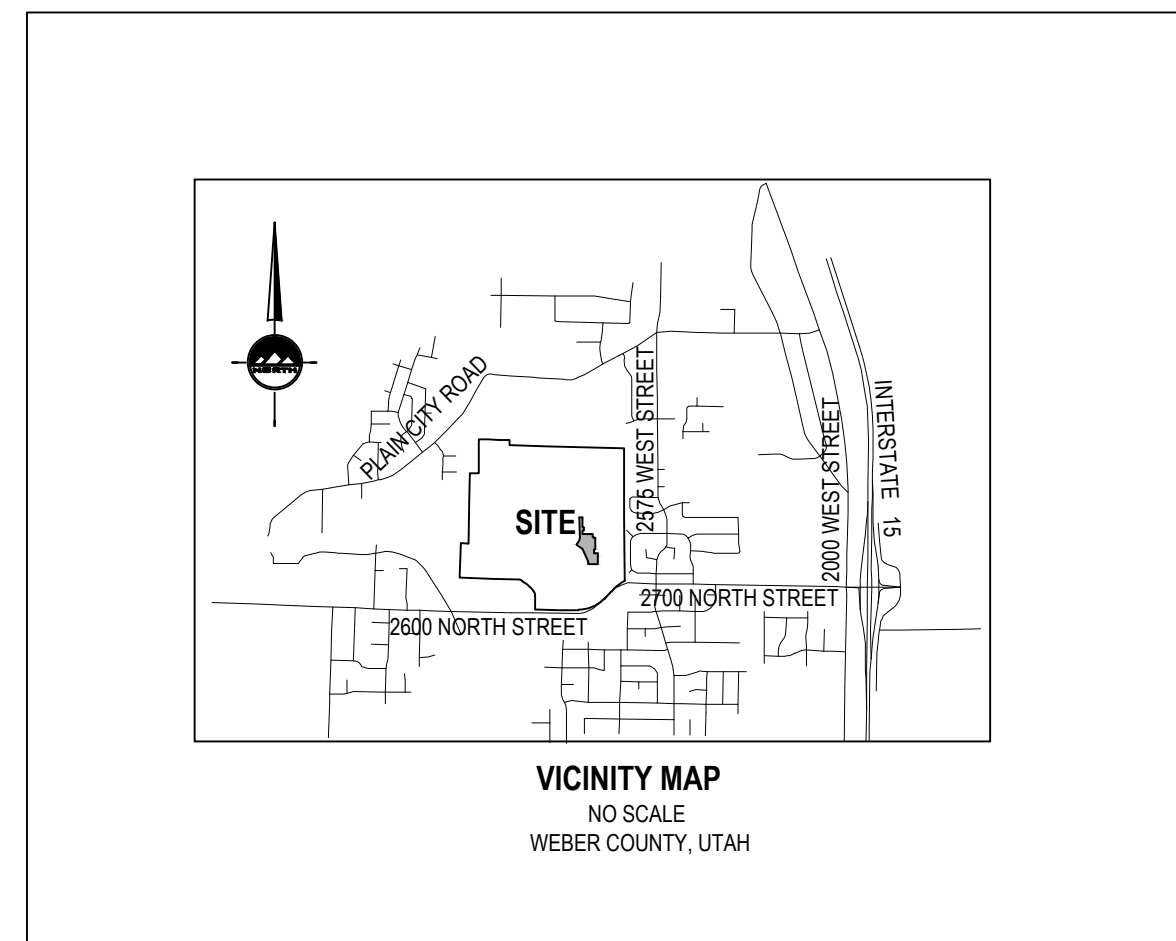 NORTH
PLAIN CITY ROAD
2575 WEST STREET
2000 WEST STREET
INTERSTATE 15
SITE
2700 NORTH STREET
2600 NORTH STREET
VICINITY MAP
NO SCALE
WEBER COUNTY, UTAH